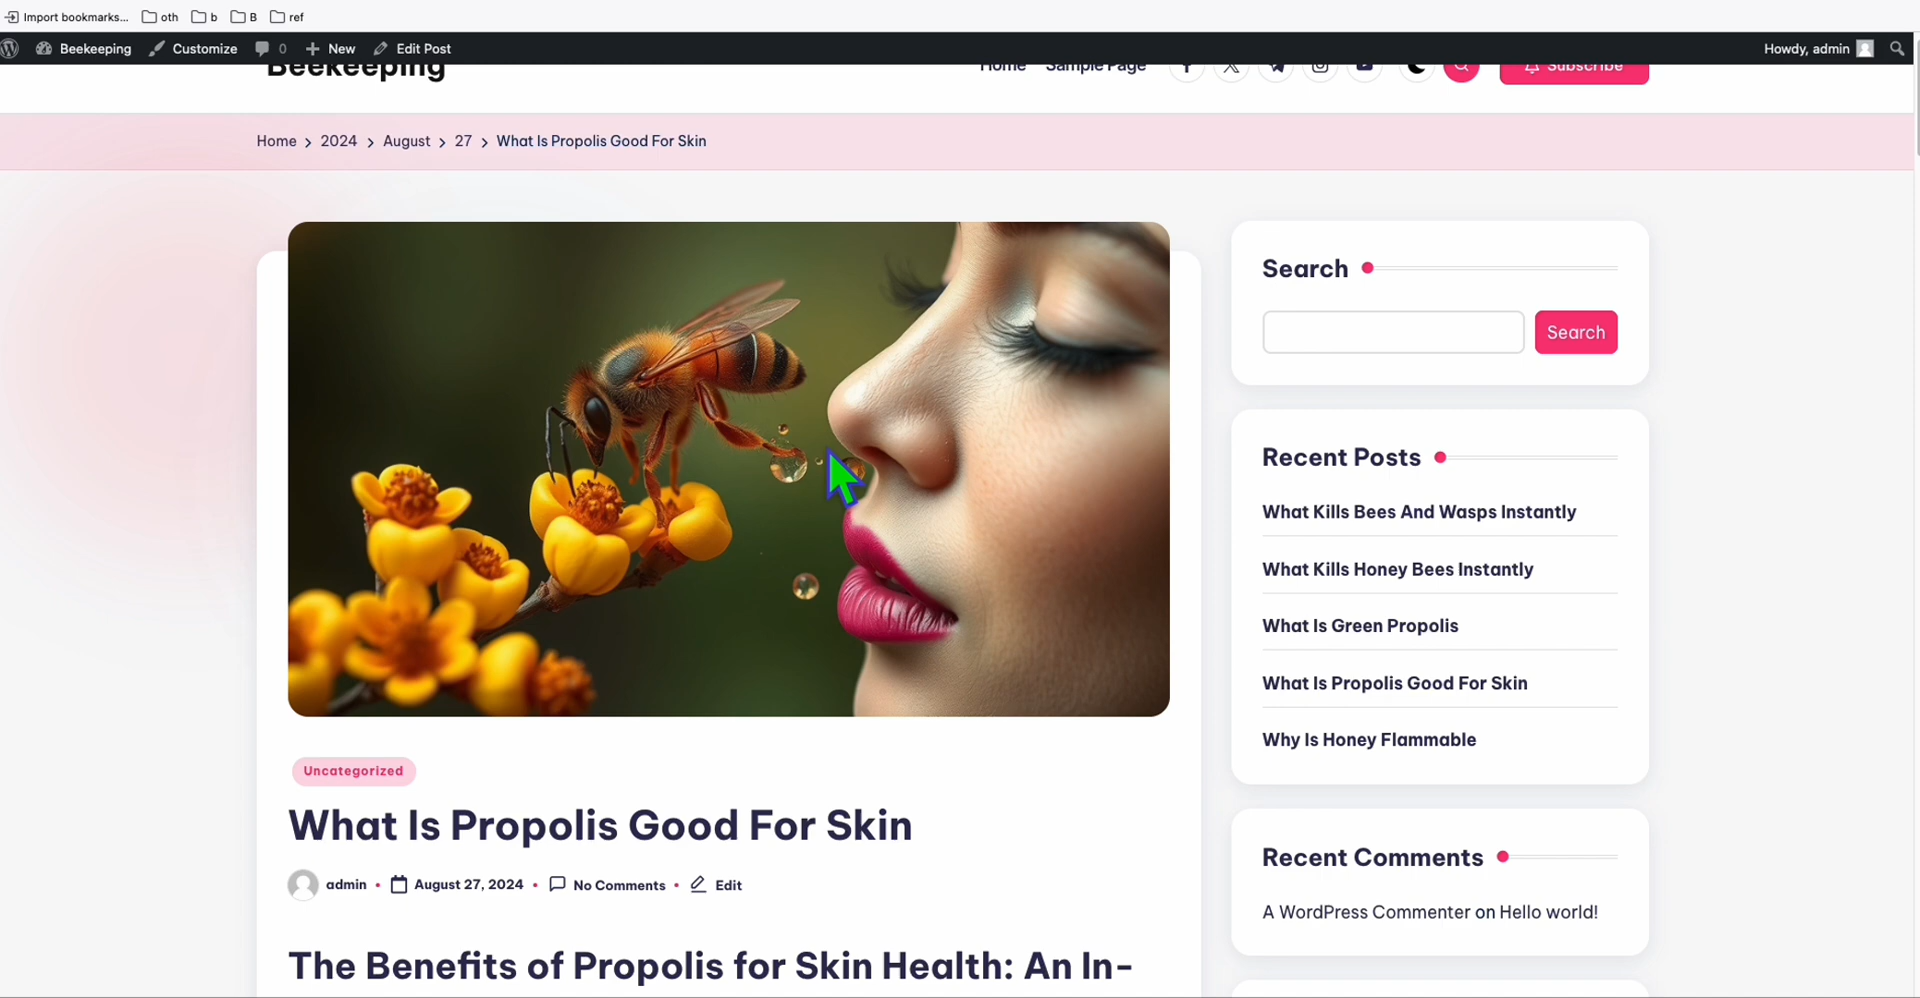 Import bookmarks... oth b B ref
Beekeeping Customize 0 New Edit Post Howdy, admin
Beekeeping Home Sample Page Subscribe
Home > 2024 > August > 27 > What Is Propolis Good For Skin
Search
Search
Recent Posts
What Kills Bees And Wasps Instantly
What Kills Honey Bees Instantly
What Is Green Propolis
What Is Propolis Good For Skin
Why Is Honey Flammable
Uncategorized
What Is Propolis Good For Skin
admin • August 27, 2024 • No Comments • Edit
Recent Comments
A WordPress Commenter on Hello world!
The Benefits of Propolis for Skin Health: An In-